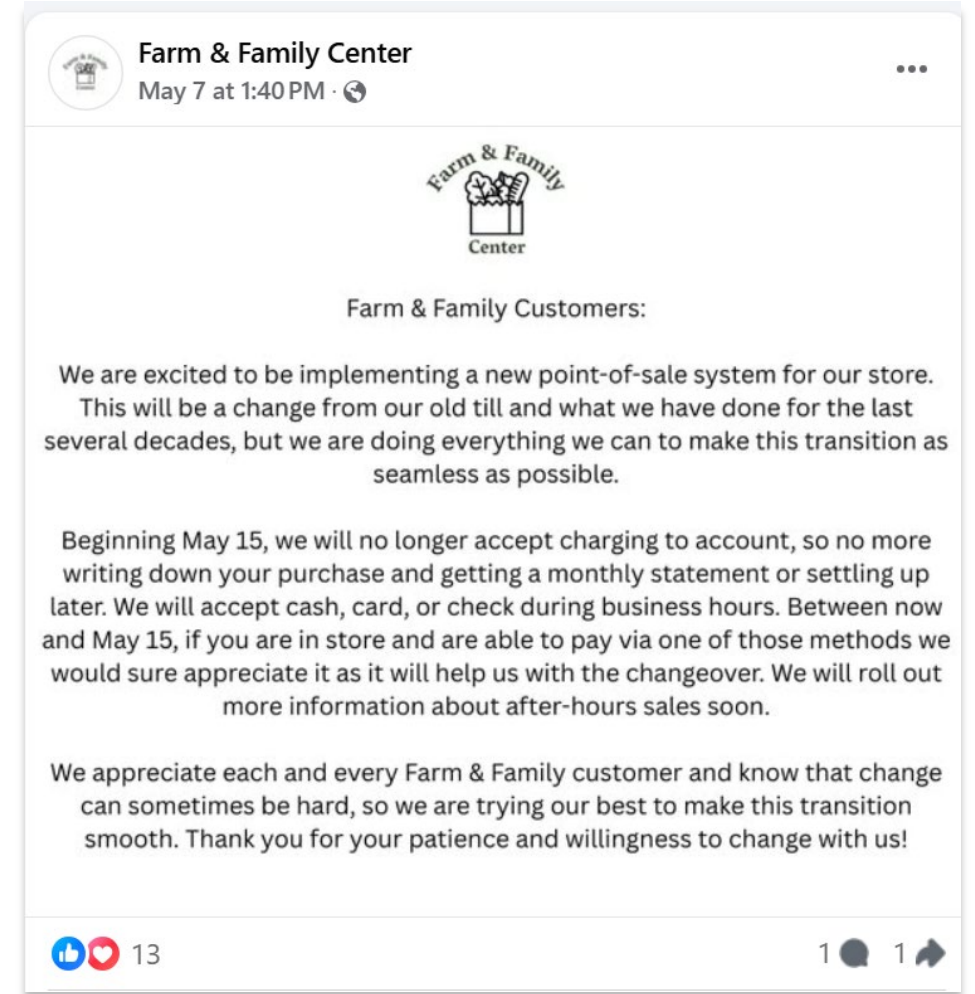 Farm & Family Center
May 7 at 1:40 PM ·
Farm & Family
Center
Farm & Family
Center
Farm & Family Customers:
We are excited to be implementing a new point-of-sale system for our store.
This will be a change from our old till and what we have done for the last
several decades, but we are doing everything we can to make this transition as
seamless as possible.
Beginning May 15, we will no longer accept charging to account, so no more
writing down your purchase and getting a monthly statement or settling up
later. We will accept cash, card, or check during business hours. Between now
and May 15, if you are in store and are able to pay via one of those methods we
would sure appreciate it as it will help us with the changeover. We will roll out
more information about after-hours sales soon.
We appreciate each and every Farm & Family customer and know that change
can sometimes be hard, so we are trying our best to make this transition
smooth. Thank you for your patience and willingness to change with us!
13
1 1